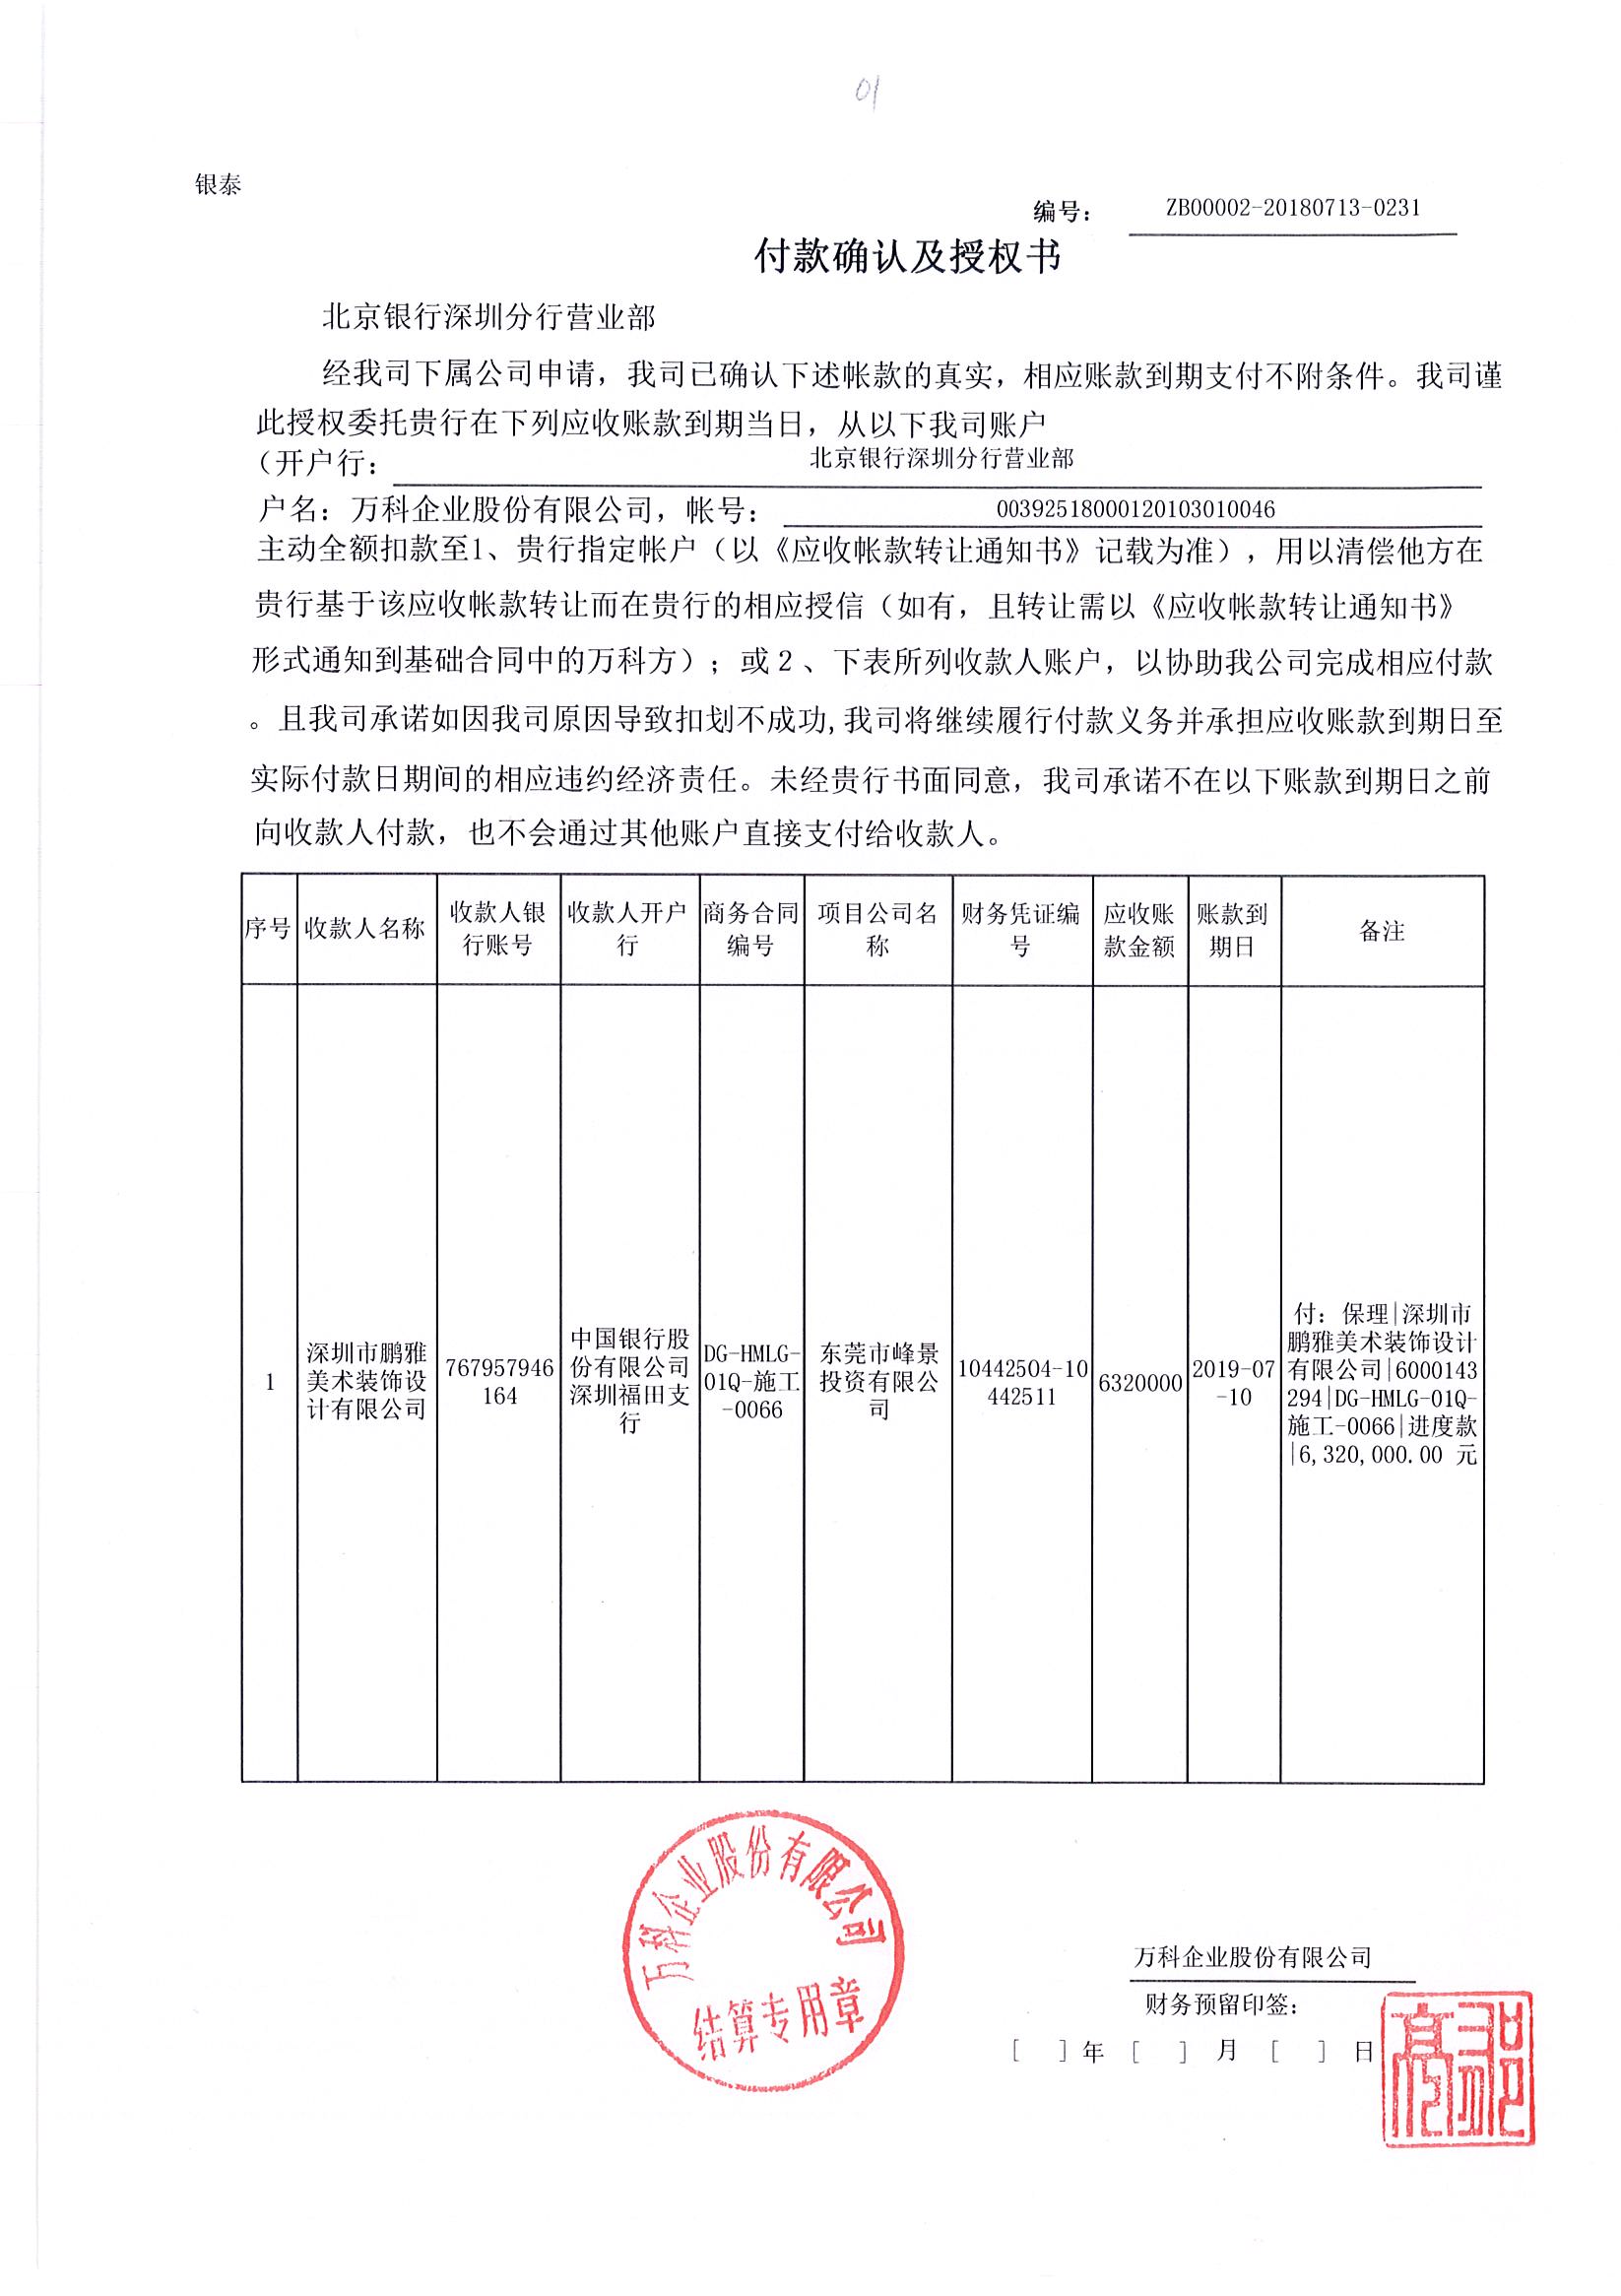 01
银泰
编号： ZB00002-20180713-0231
付款确认及授权书
北京银行深圳分行营业部
经我司下属公司申请，我司已确认下述帐款的真实，相应账款到期支付不附条件。我司谨
此授权委托贵行在下列应收账款到期当日，从以下我司账户
（开户行： 北京银行深圳分行营业部
户名：万科企业股份有限公司，帐号： 00392518000120103010046
主动全额扣款至1、贵行指定帐户（以《应收帐款转让通知书》记载为准），用以清偿他方在
贵行基于该应收帐款转让而在贵行的相应授信（如有，且转让需以《应收帐款转让通知书》
形式通知到基础合同中的万科方）；或2、下表所列收款人账户，以协助我公司完成相应付款
。且我司承诺如因我司原因导致扣划不成功,我司将继续履行付款义务并承担应收账款到期日至
实际付款日期间的相应违约经济责任。未经贵行书面同意，我司承诺不在以下账款到期日之前
向收款人付款，也不会通过其他账户直接支付给收款人。
序号
收款人名称
收款人银
行账号
收款人开户
行
商务合同
编号
项目公司名
称
财务凭证编
号
应收账
款金额
账款到
期日
备注
1
深圳市鹏雅
美术装饰设
计有限公司
767957946
164
中国银行股
份有限公司
深圳福田支
行
DG-HMLG-
01Q-施工
-0066
东莞市峰景
投资有限公
司
10442504-10
442511
6320000
2019-07
-10
付：保理|深圳市
鹏雅美术装饰设计
有限公司|6000143
294|DG-HMLG-01Q-
施工-0066|进度款
|6,320,000.00 元
万科企业股份有限公司
结算专用章
万科企业股份有限公司
财务预留印签：
[ ]年 [ ] 月 [ ] 日